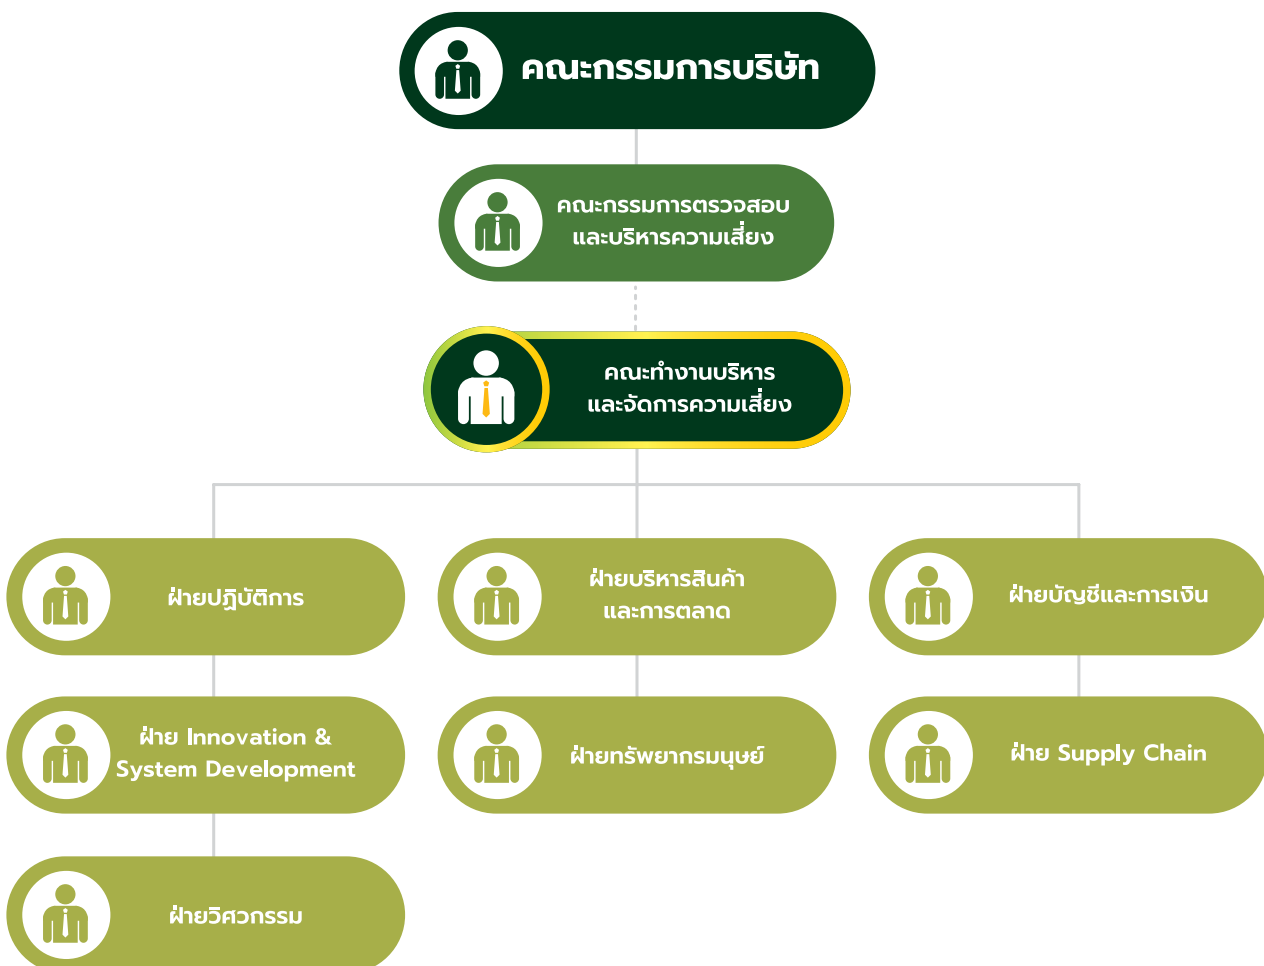 คณะกรรมการบริษัท
คณะกรรมการตรวจสอบ
และบริหารความเสี่ยง
คณะทำงานบริหาร
และจัดการความเสี่ยง
ฝ่ายปฏิบัติการ
ฝ่ายบริหารสินค้า
และการตลาด
ฝ่ายบัญชีและการเงิน
ฝ่าย Innovation &
System Development
ฝ่ายทรัพยากรมนุษย์
ฝ่าย Supply Chain
ฝ่ายวิศวกรรม